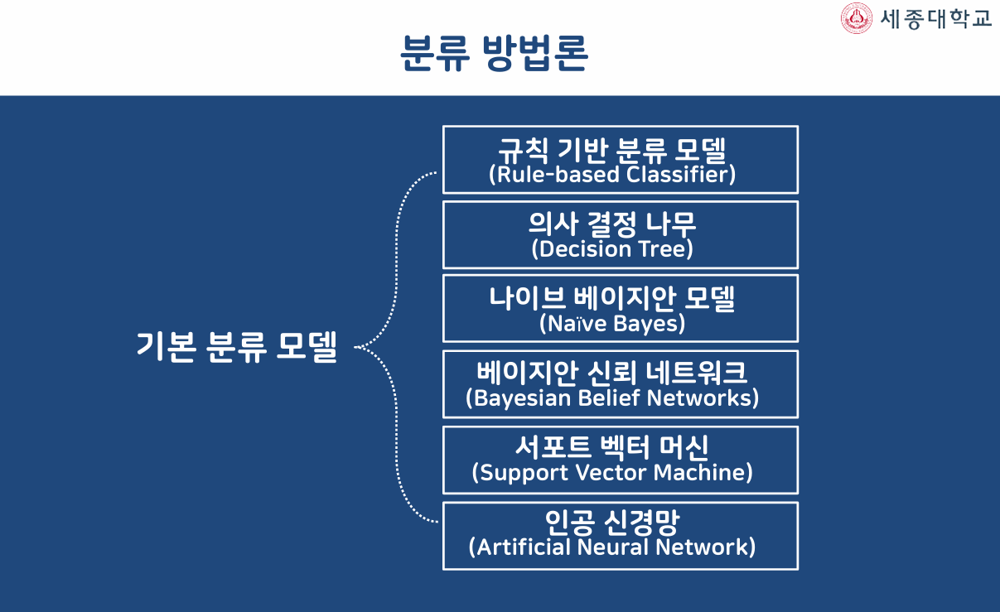 세종대학교
분류 방법론
기본 분류 모델
규칙 기반 분류 모델
(Rule-based Classifier)
의사 결정 나무
(Decision Tree)
나이브 베이지안 모델
(Naïve Bayes)
베이지안 신뢰 네트워크
(Bayesian Belief Networks)
서포트 벡터 머신
(Support Vector Machine)
인공 신경망
(Artificial Neural Network)